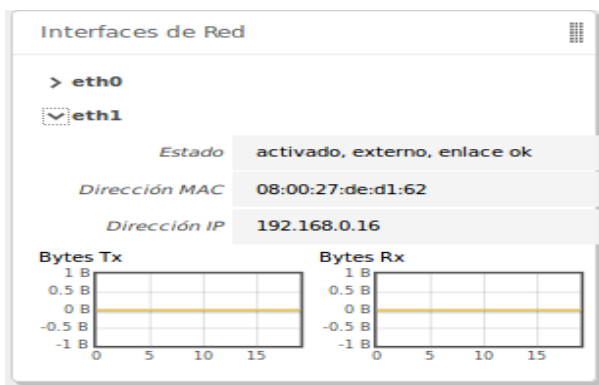 Interfaces de Red
> eth0
eth1
Estado activado, externo, enlace ok
Dirección MAC 08:00:27:de:d1:62
Dirección IP 192.168.0.16
Bytes Tx Bytes Rx
1 B 1 B
0.5 B 0.5 B
0 B 0 B
-0.5 B -0.5 B
-1 B -1 B
0 5 10 15 0 5 10 15